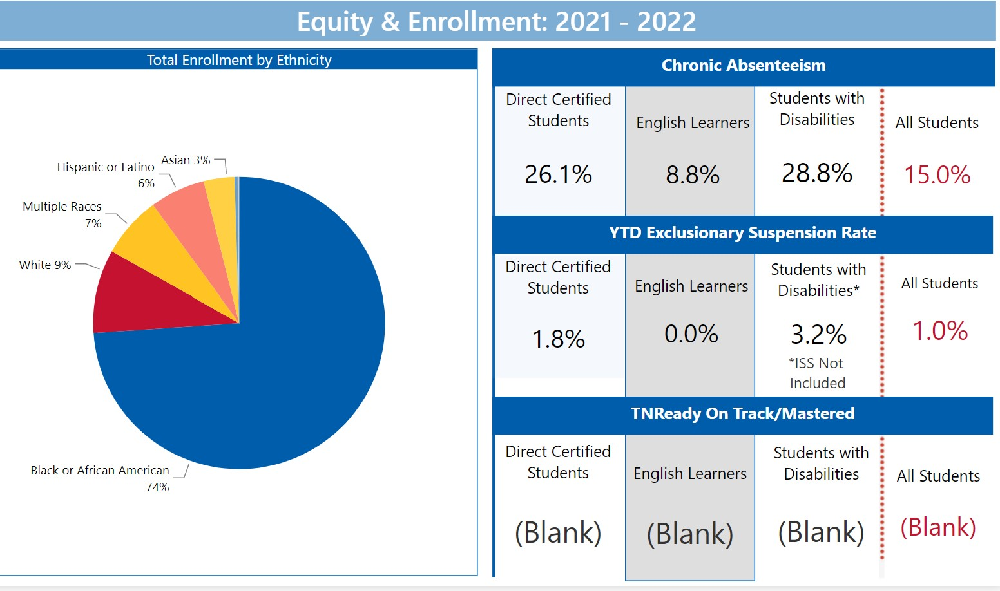 Equity & Enrollment: 2021 - 2022
Total Enrollment by Ethnicity
Asian 3%
Hispanic or Latino
6%
Multiple Races
7%
White 9%
Black or African American
74%
Chronic Absenteeism
Direct Certified
Students
26.1%
English Learners
8.8%
Students with
Disabilities
28.8%
All Students
15.0%
YTD Exclusionary Suspension Rate
Direct Certified
Students
1.8%
English Learners
0.0%
Students with
Disabilities*
3.2%
*ISS Not
Included
All Students
1.0%
TNReady On Track/Mastered
Direct Certified
Students
(Blank)
English Learners
(Blank)
Students with
Disabilities
(Blank)
All Students
(Blank)